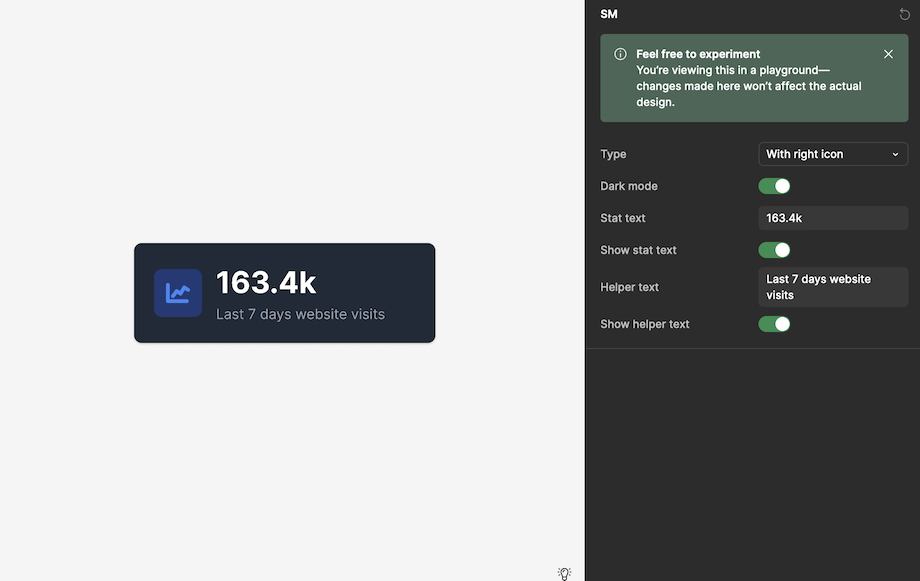 163.4k
Last 7 days website visits
SM
Feel free to experiment
You're viewing this in a playground—
changes made here won't affect the actual
design.
Type
With right icon
Dark mode
Stat text
163.4k
Show stat text
Helper text
Last 7 days website
visits
Show helper text